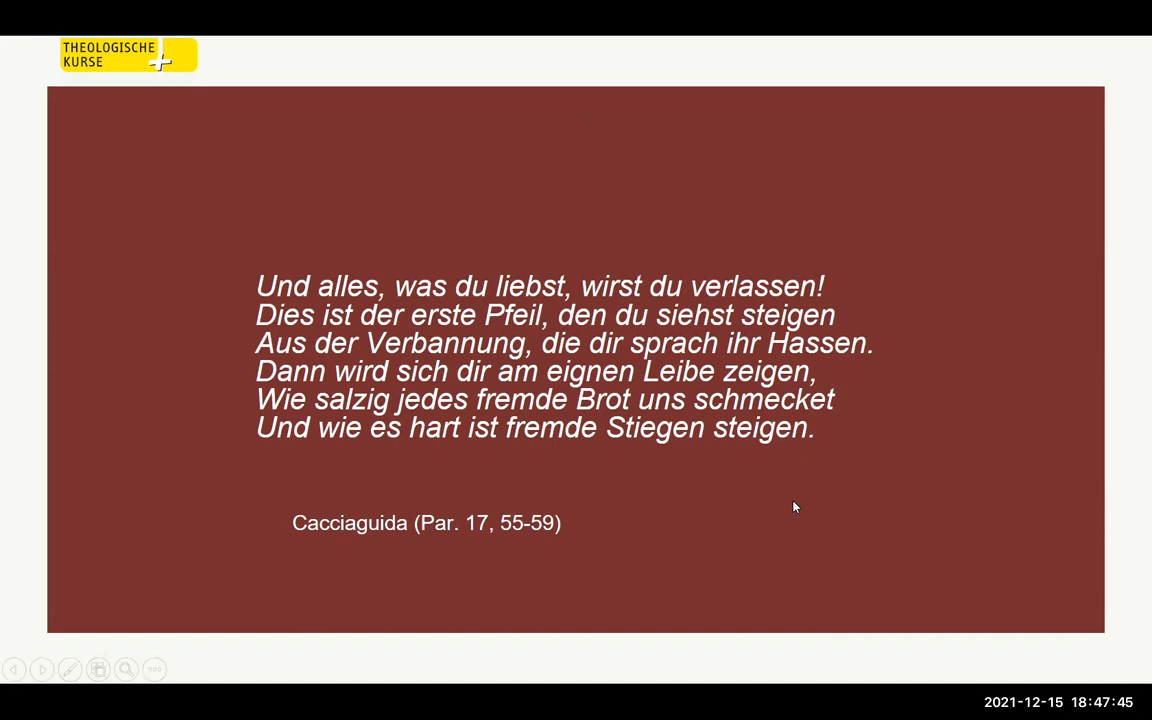 THEOLOGISCHE
KURSE
Und alles, was du liebst, wirst du verlassen!
Dies ist der erste Pfeil, den du siehst steigen
Aus der Verbannung, die dir sprach ihr Hassen.
Dann wird sich dir am eignen Leibe zeigen,
Wie salzig jedes fremde Brot uns schmecket
Und wie es hart ist fremde Stiegen steigen.
Cacciaguida (Par. 17, 55-59)
2021-12-15 18:47:45